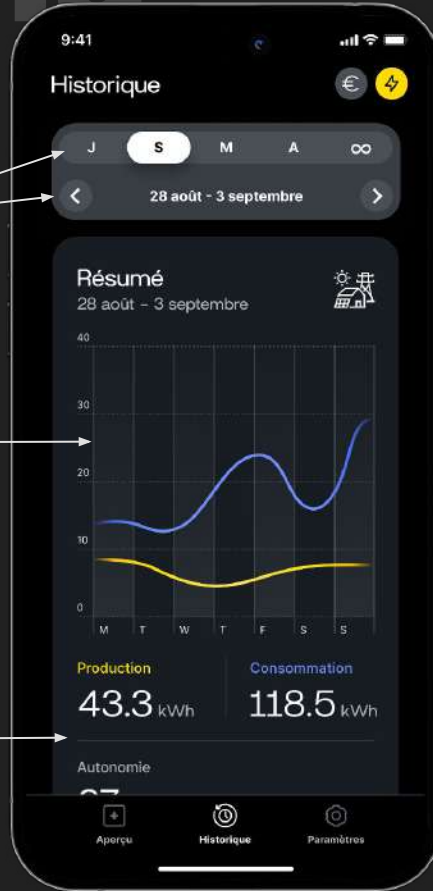 9:41
Historique
€
J S M A ∞
28 août - 3 septembre
Résumé
28 août – 3 septembre
40
30
20
10
0
M T W T F S S
Production Consommation
43.3 kWh 118.5 kWh
Autonomie
Aperçu Historique Paramètres